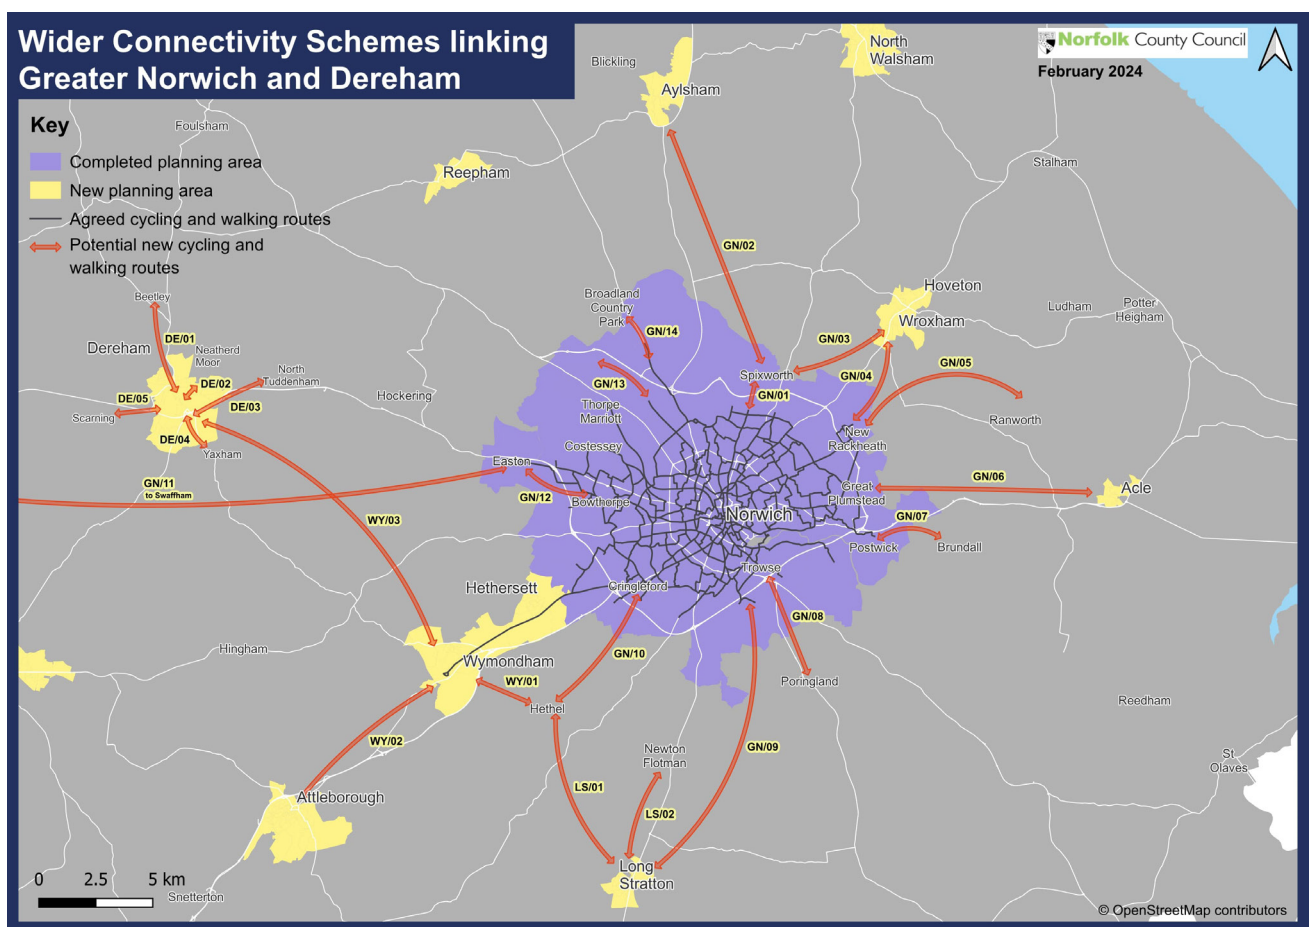 Wider Connectivity Schemes linking
Greater Norwich and Dereham
Norfolk County Council
February 2024
Key
Completed planning area
New planning area
Agreed cycling and walking routes
Potential new cycling and
walking routes
North
Walsham
Blickling
Aylsham
Foulsham
Stalham
Reepham
GN/02
Hoveton
Beetley
Broadland
Country
Park
Ludham
Potter
Heigham
Wroxham
GN/14
GN/03
DE/01
Dereham
Neatherd
Moor
GN/05
North
Tuddenham
Spixworth
GN/04
DE/02
GN/13
GN/01
DE/05
DE/03
Hockering
Thorpe
Marriott
Scarning
Ranworth
New
Rackheath
DE/04
Costessey
Yaxham
Easton
GN/11
to Swaffham
GN/06
Great
Plumstead
Acle
GN/12
Bowthorpe
Norwich
GN/07
WY/03
Postwick
Brundall
Trowse
Hethersett
Cringleford
GN/08
Hingham
GN/10
Wymondham
WY/01
Poringland
Hethel
Reedham
WY/02
GN/09
Newton
Flotman
St
Olaves
LS/01
Attleborough
LS/02
Long
Stratton
0 2.5 5 km
Snetterton
© OpenStreetMap contributors